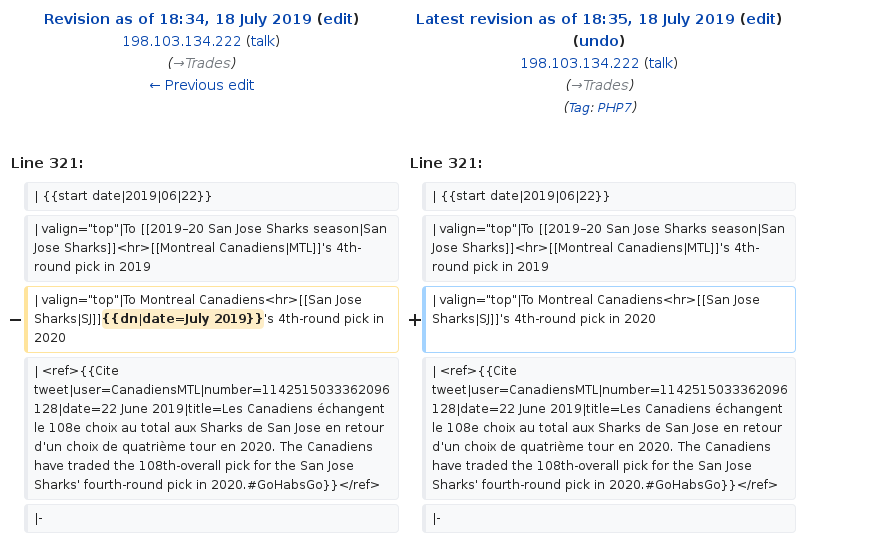 Revision as of 18:34, 18 July 2019 (edit)
198.103.134.222 (talk)
(→Trades)
← Previous edit
Latest revision as of 18:35, 18 July 2019 (edit)
(undo)
198.103.134.222 (talk)
(→Trades)
(Tag: PHP7)
Line 321:
| {{start date|2019|06|22}}
| valign="top"|To [[2019–20 San Jose Sharks season|San
Jose Sharks]]<hr>[[Montreal Canadiens|MTL]]'s 4th-
round pick in 2019
− | valign="top"|To Montreal Canadiens<hr>[[San Jose
Sharks|SJ]]{{dn|date=July 2019}}'s 4th-round pick in
2020
| <ref>{{Cite
tweet|user=CanadiensMTL|number=1142515033362096
128|date=22 June 2019|title=Les Canadiens échangent
le 108e choix au total aux Sharks de San Jose en retour
d'un choix de quatrième tour en 2020. The Canadiens
have traded the 108th-overall pick for the San Jose
Sharks' fourth-round pick in 2020.#GoHabsGo}}</ref>
|-
Line 321:
| {{start date|2019|06|22}}
| valign="top"|To [[2019–20 San Jose Sharks season|San
Jose Sharks]]<hr>[[Montreal Canadiens|MTL]]'s 4th-
round pick in 2019
+ | valign="top"|To Montreal Canadiens<hr>[[San Jose
Sharks|SJ]]'s 4th-round pick in 2020
| <ref>{{Cite
tweet|user=CanadiensMTL|number=1142515033362096
128|date=22 June 2019|title=Les Canadiens échangent
le 108e choix au total aux Sharks de San Jose en retour
d'un choix de quatrième tour en 2020. The Canadiens
have traded the 108th-overall pick for the San Jose
Sharks' fourth-round pick in 2020.#GoHabsGo}}</ref>
|-